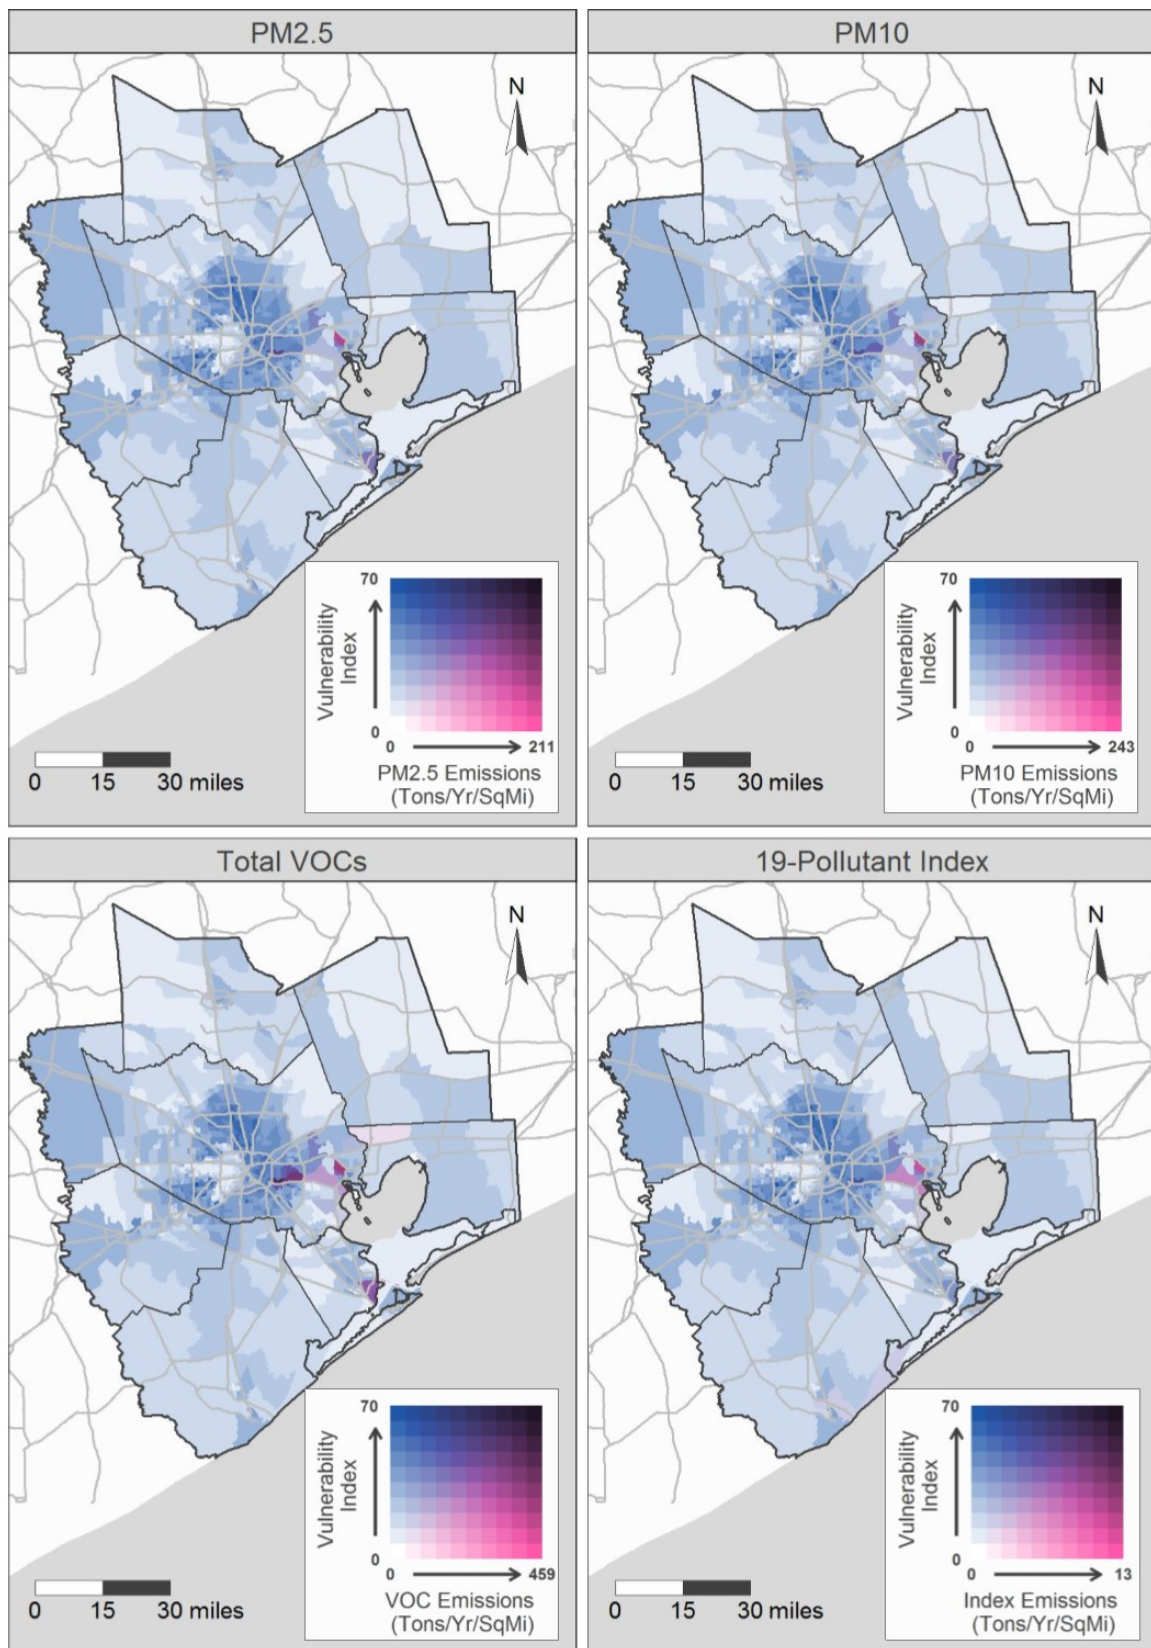 PM2.5
N
70
Vulnerability
Index
0
0
211
PM2.5 Emissions
(Tons/Yr/SqMi)
0 15 30 miles
PM10
N
70
Vulnerability
Index
0
0
243
PM10 Emissions
(Tons/Yr/SqMi)
0 15 30 miles
Total VOCs
N
70
Vulnerability
Index
0
0
459
VOC Emissions
(Tons/Yr/SqMi)
0 15 30 miles
19-Pollutant Index
N
70
Vulnerability
Index
0
0
13
Index Emissions
(Tons/Yr/SqMi)
0 15 30 miles